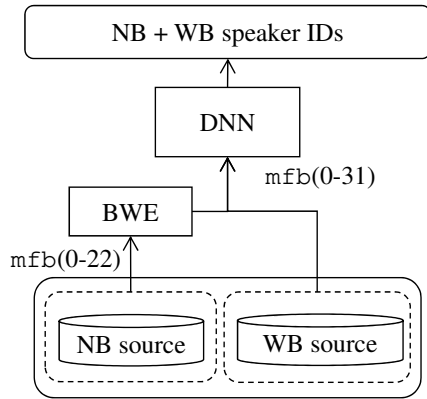 NB + WB speaker IDs
DNN
mfb(0-31)
BWE
mfb(0-22)
NB source
WB source